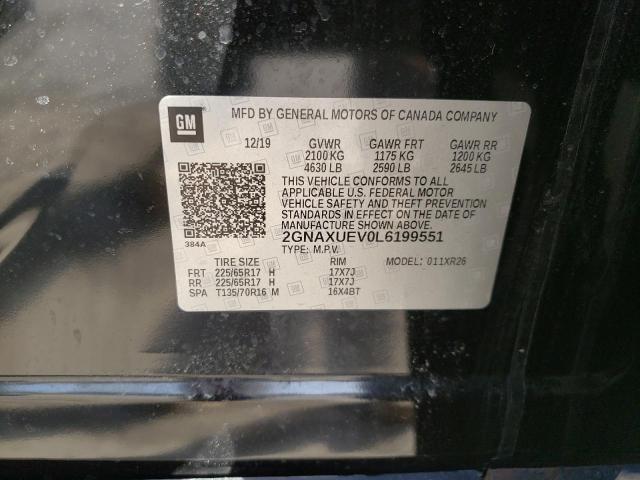 GM
MFD BY GENERAL MOTORS OF CANADA COMPANY
12/19 GVWR GAWR FRT GAWR RR
2100 KG 1175 KG 1200 KG
4630 LB 2590 LB 2645 LB
THIS VEHICLE CONFORMS TO ALL
APPLICABLE U.S. FEDERAL MOTOR
VEHICLE SAFETY AND THEFT PREVENTION
STANDARDS IN EFFECT ON THE DATE OF
MANUFACTURE SHOWN ABOVE.
384A
2GNAXUEV0L6199551
TYPE: M.P.V. MODEL: 011XR26
TIRE SIZE RIM
FRT 225/65R17 H 17X7J
RR 225/65R17 H 17X7J
SPA T135/70R16 M 16X4BT